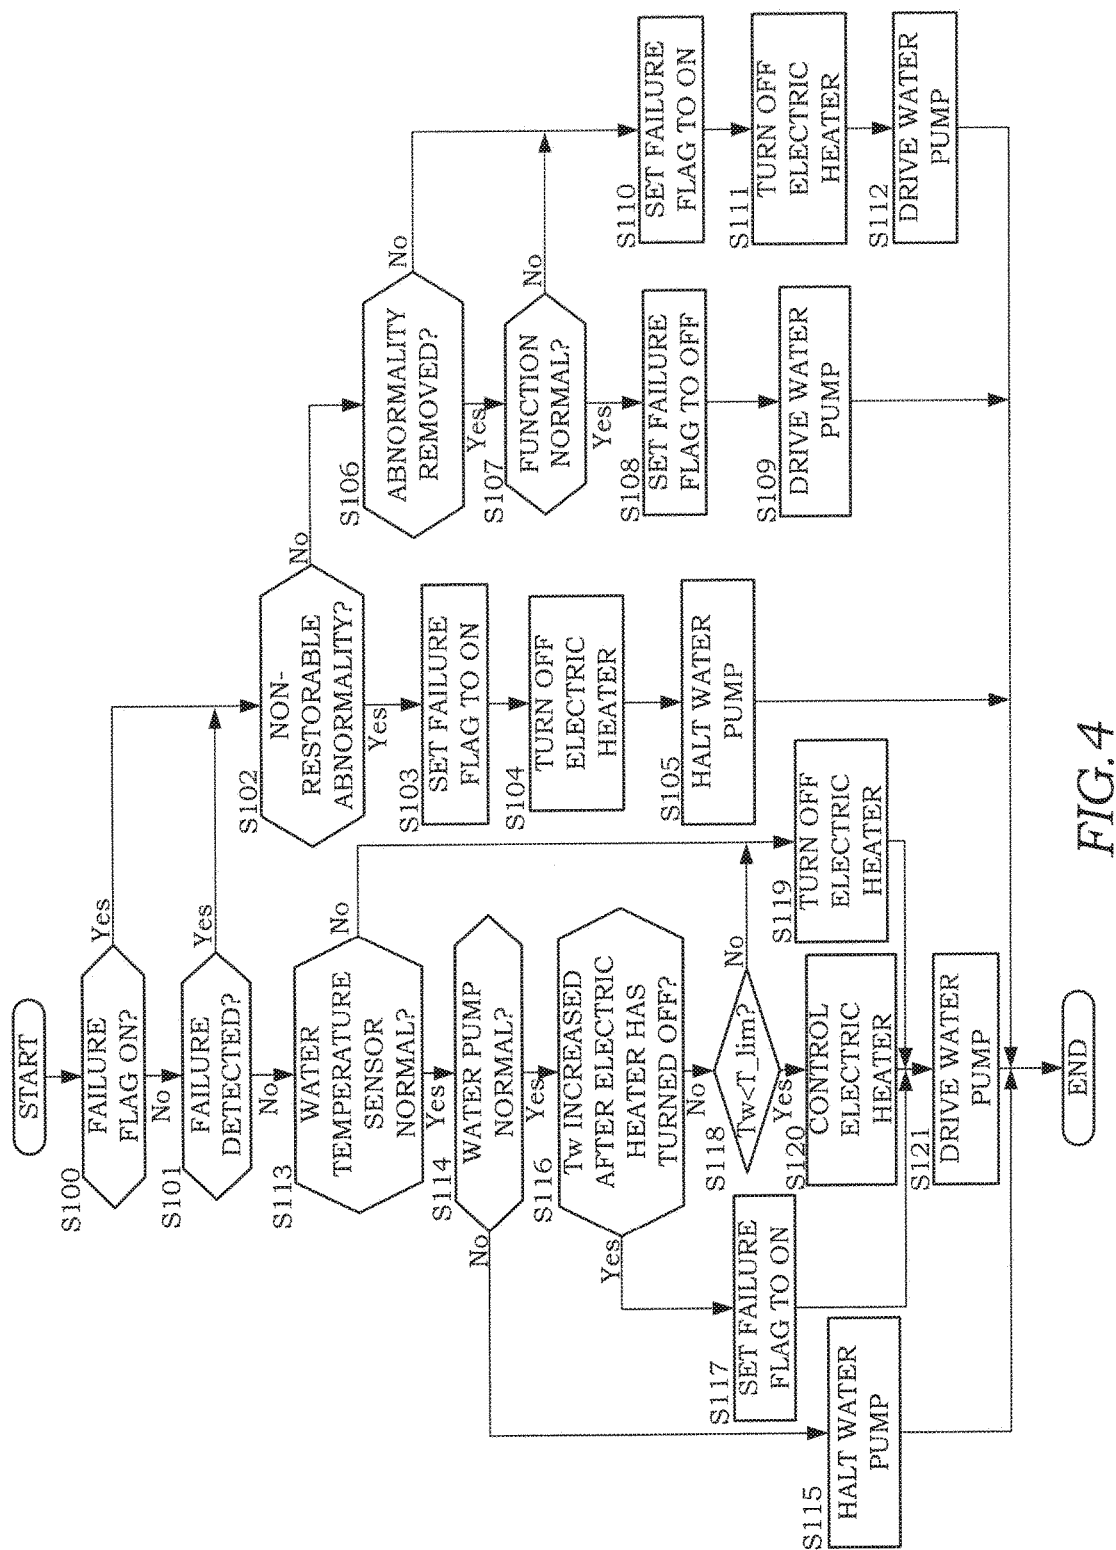 START
S100
FAILURE
FLAG ON?
Yes
No
S101
FAILURE
DETECTED?
Yes
No
S102
NON-
RESTORABLE
ABNORMALITY?
No
Yes
S103
SET FAILURE
FLAG TO ON
S104
TURN OFF
ELECTRIC
HEATER
S105
HALT WATER
PUMP
S106
ABNORMALITY
REMOVED?
No
Yes
S107
FUNCTION
NORMAL?
No
Yes
S108
SET FAILURE
FLAG TO OFF
S109
DRIVE WATER
PUMP
S110
SET FAILURE
FLAG TO ON
S111
TURN OFF
ELECTRIC
HEATER
S112
DRIVE WATER
PUMP
S113
WATER
TEMPERATURE
SENSOR
NORMAL?
No
Yes
S114
WATER PUMP
NORMAL?
No
Yes
S115
HALT WATER
PUMP
S116
Tw INCREASED
AFTER ELECTRIC
HEATER HAS
TURNED OFF?
Yes
No
S117
SET FAILURE
FLAG TO ON
S118
Tw<T_lim?
No
Yes
S119
TURN OFF
ELECTRIC
HEATER
S120
CONTROL
ELECTRIC
HEATER
S121
DRIVE WATER
PUMP
END
FIG. 4